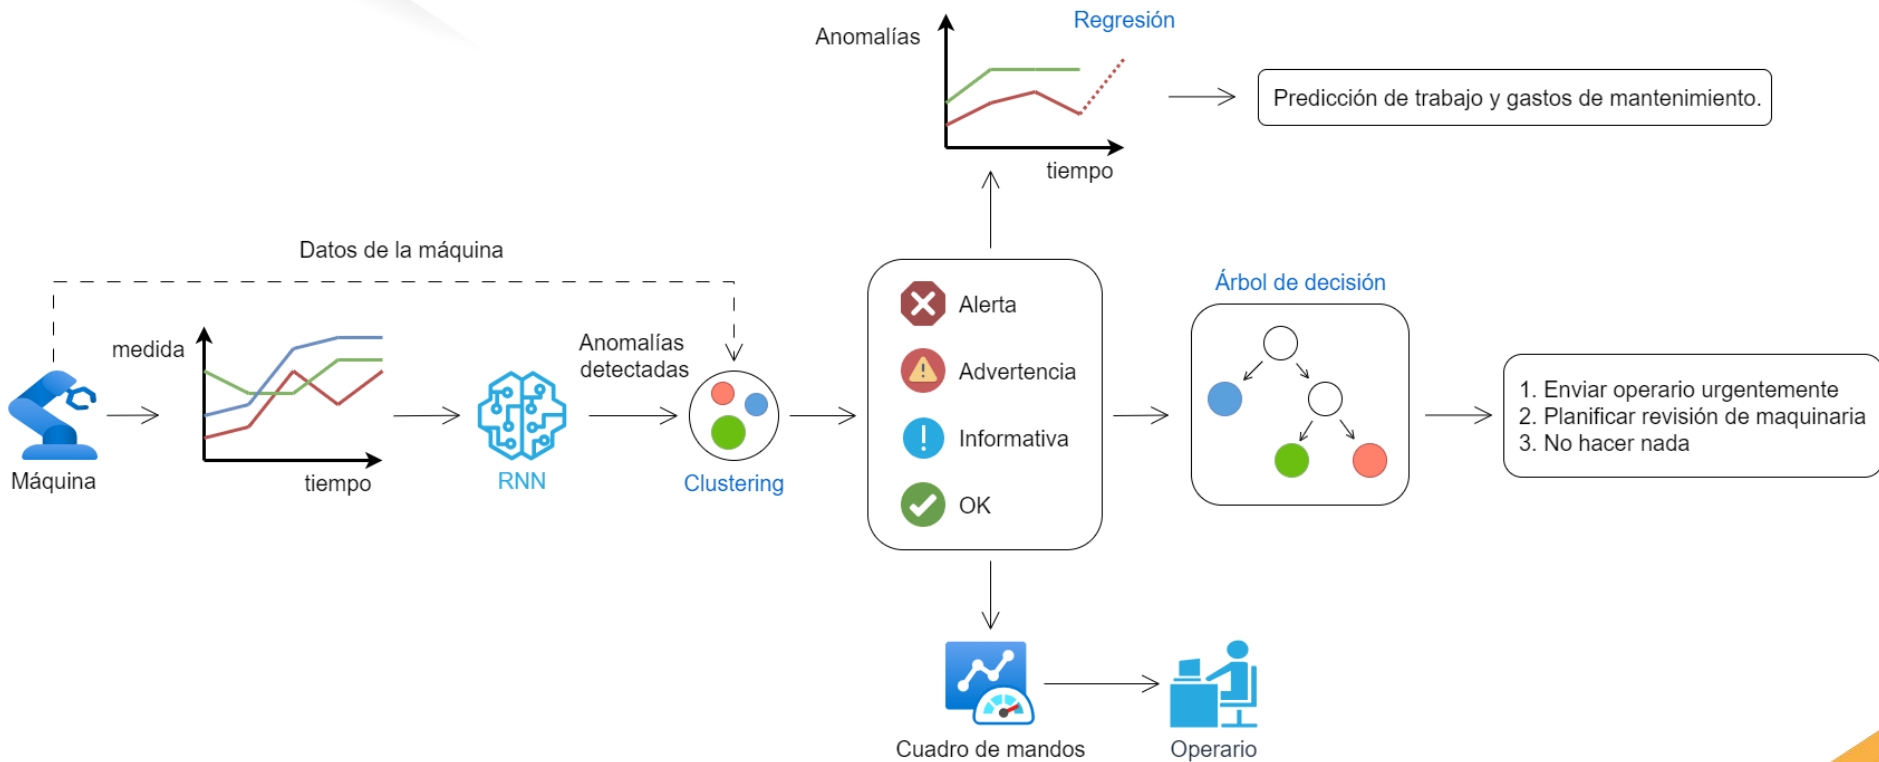 Regresión
Anomalías
Predicción de trabajo y gastos de mantenimiento.
tiempo
Datos de la máquina
Árbol de decisión
Alerta
medida
Anomalías
detectadas
Advertencia
1. Enviar operario urgentemente
2. Planificar revisión de maquinaria
3. No hacer nada
Informativa
Máquina
tiempo
RNN
Clustering
OK
Cuadro de mandos
Operario